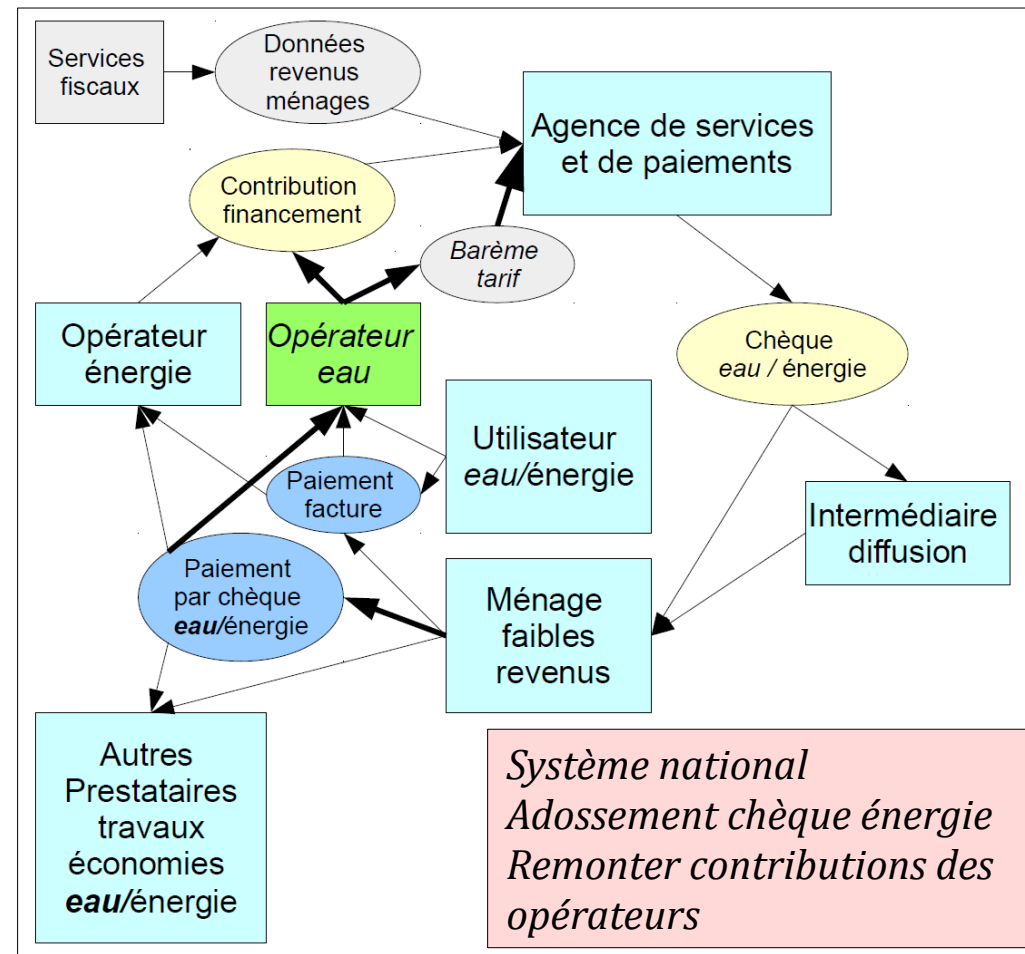 Services
fiscaux
Données
revenus
ménages
Agence de services
et de paiements
Contribution
financement
Barème
tarif
Opérateur
énergie
Opérateur
eau
Chèque
eau / énergie
Utilisateur
eau/énergie
Paiement
facture
Intermédiaire
diffusion
Paiement
par chèque
eau/énergie
Ménage
faibles
revenus
Autres
Prestataires
travaux
économies
eau/énergie
Système national
Adossement chèque énergie
Remonter contributions des
opérateurs